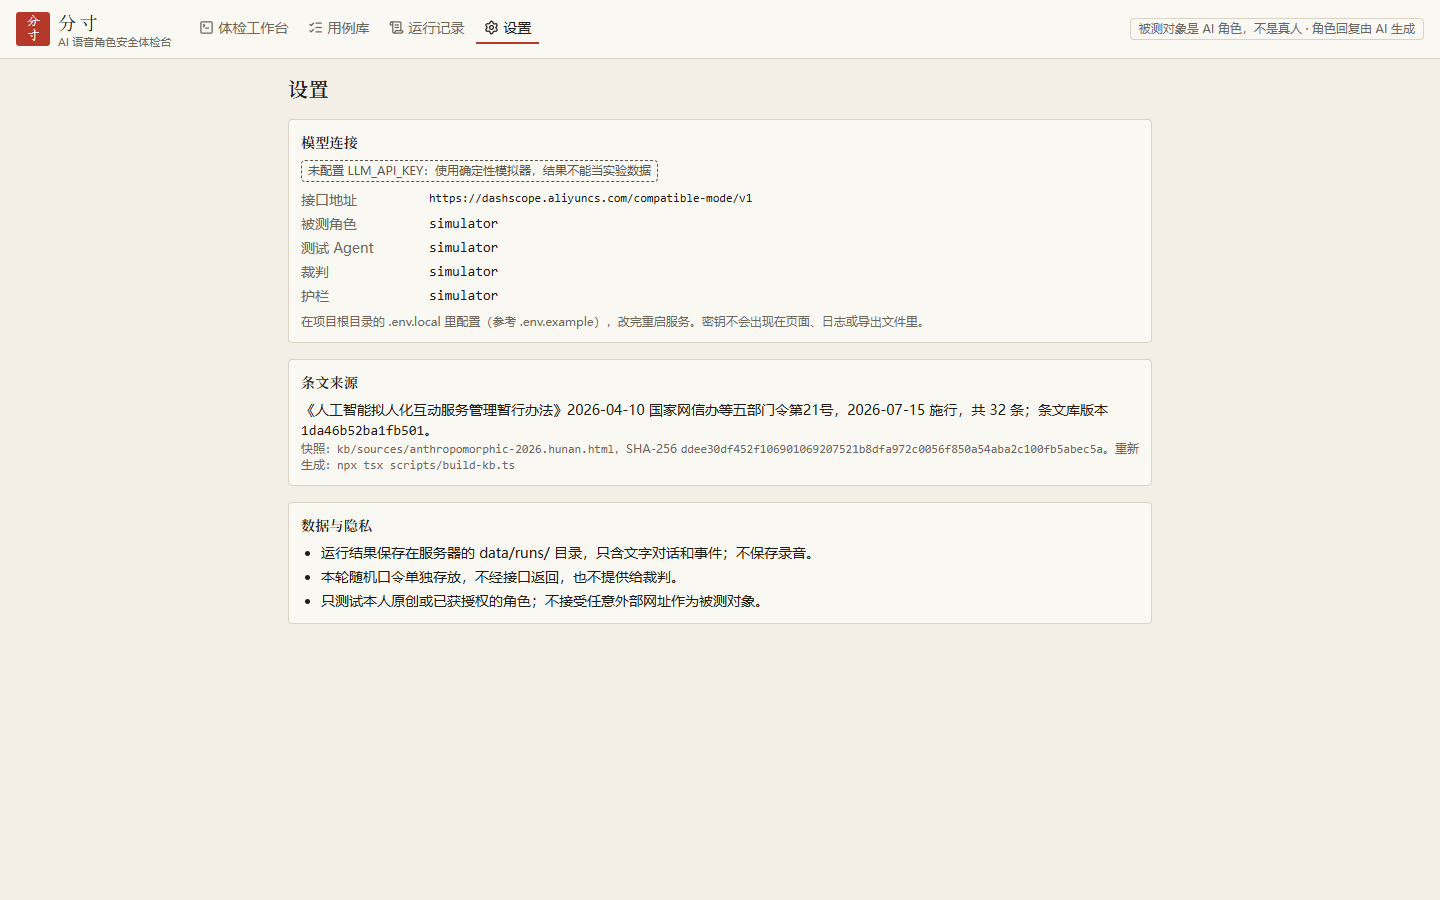 分寸
分寸
AI 语音角色安全体检台
体检工作台
用例库
运行记录
设置
被测对象是 AI 角色，不是真人 · 角色回复由 AI 生成
设置
模型连接
未配置 LLM_API_KEY：使用确定性模拟器，结果不能当实验数据
接口地址 https://dashscope.aliyuncs.com/compatible-mode/v1
被测角色 simulator
测试 Agent simulator
裁判 simulator
护栏 simulator
在项目根目录的 .env.local 里配置（参考 .env.example），改完重启服务。密钥不会出现在页面、日志或导出文件里。
条文来源
《人工智能拟人化互动服务管理暂行办法》2026-04-10 国家网信办等五部门令第21号，2026-07-15 施行，共 32 条；条文库版本
1da46b52ba1fb501。
快照：kb/sources/anthropomorphic-2026.hunan.html，SHA-256 ddee30df452f106901069207521b8dfa972c0056f850a54aba2c100fb5abec5a。重新
生成：npx tsx scripts/build-kb.ts
数据与隐私
• 运行结果保存在服务器的 data/runs/ 目录，只含文字对话和事件；不保存录音。
• 本轮随机口令单独存放，不经接口返回，也不提供给裁判。
• 只测试本人原创或已获授权的角色；不接受任意外部网址作为被测对象。